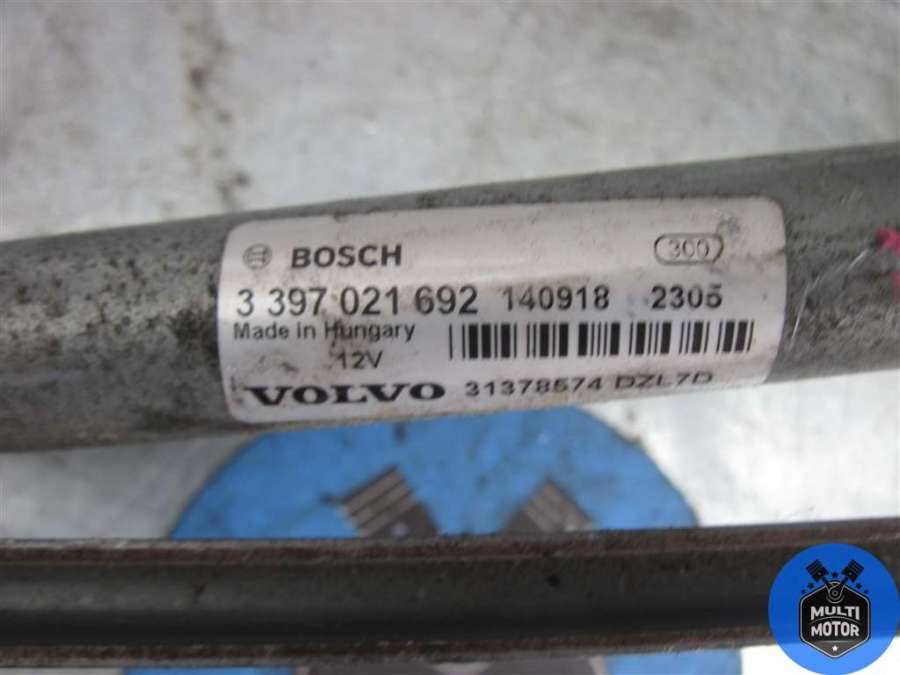 BOSCH 300
3 397 021 692 140918 2305
Made in Hungary
12V
VOLVO 31378574 DZL7D
MULTI
MOTOR